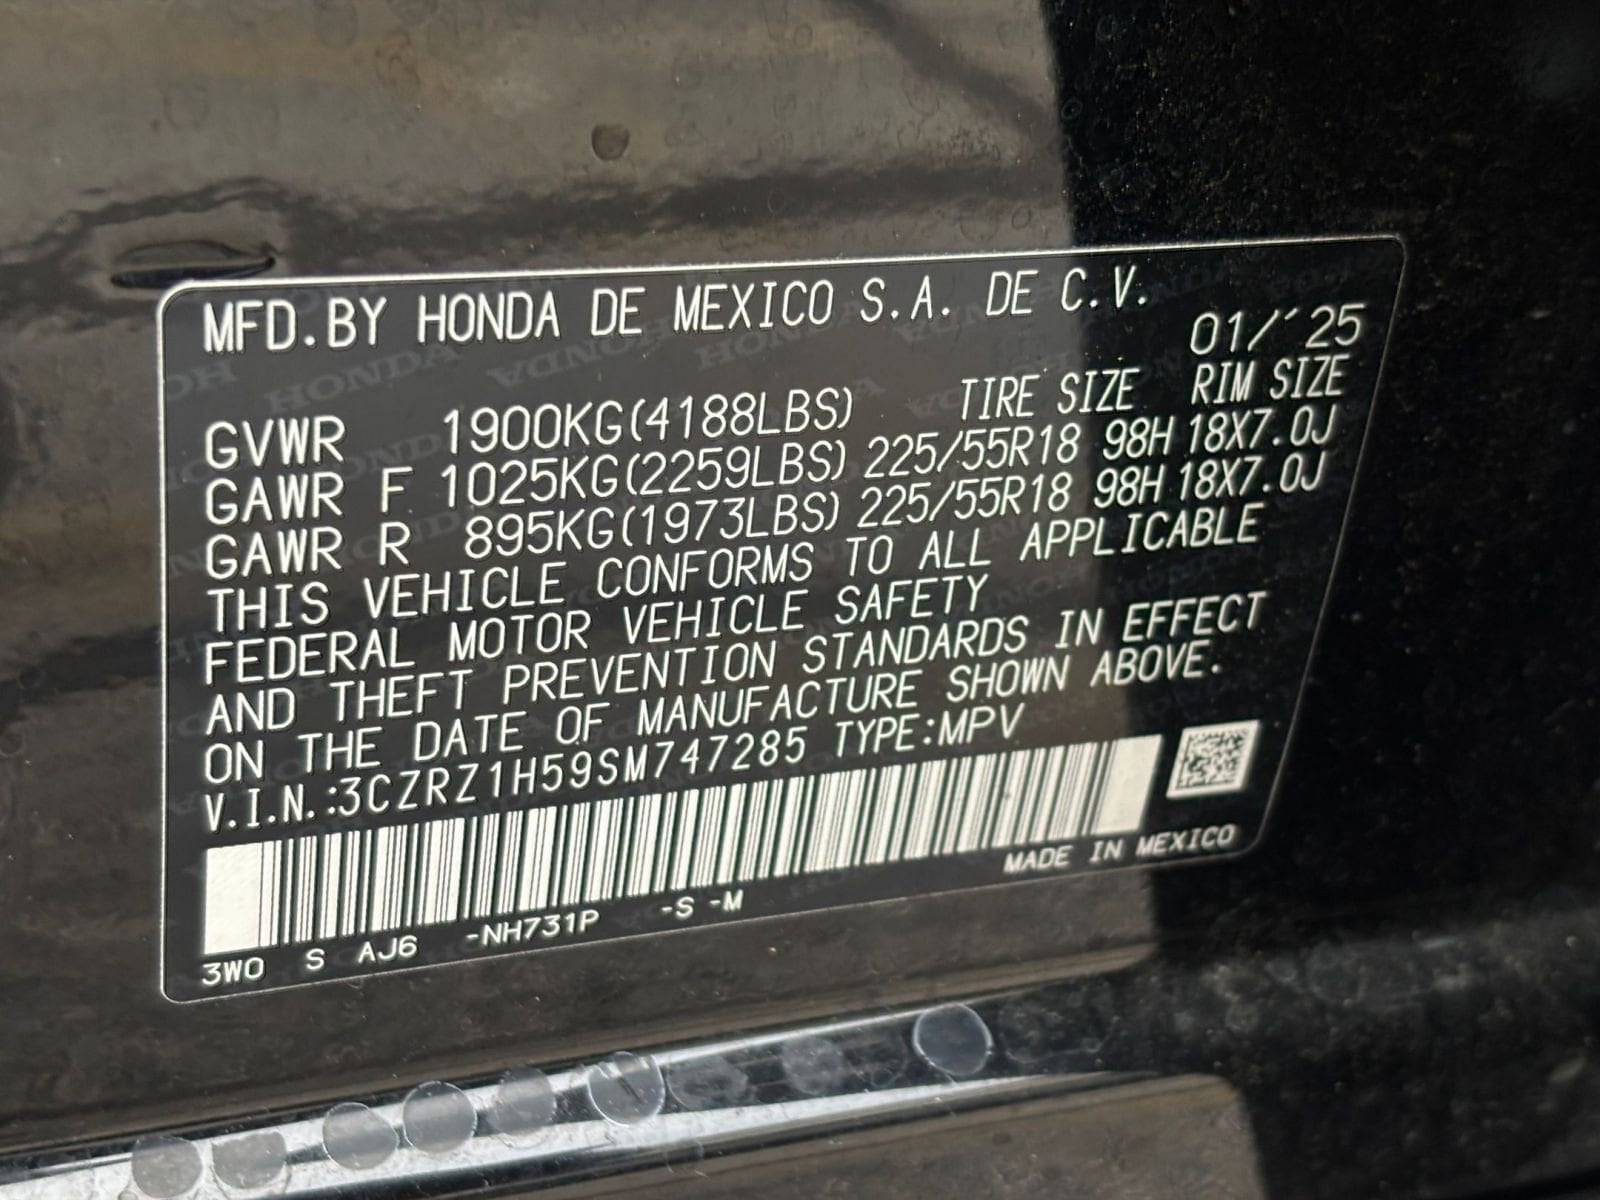 MFD.BY HONDA DE MEXICO S.A. DE C.V.
01/'25
GVWR 1900KG(4188LBS) TIRE SIZE RIM SIZE
GAWR F 1025KG(2259LBS) 225/55R18 98H 18X7.0J
GAWR R 895KG(1973LBS) 225/55R18 98H 18X7.0J
THIS VEHICLE CONFORMS TO ALL APPLICABLE
FEDERAL MOTOR VEHICLE SAFETY
AND THEFT PREVENTION STANDARDS IN EFFECT
ON THE DATE OF MANUFACTURE SHOWN ABOVE.
V.I.N.:3CZRZ1H59SM747285 TYPE:MPV
MADE IN MEXICO
3W0 S AJ6 -NH731P -S -M